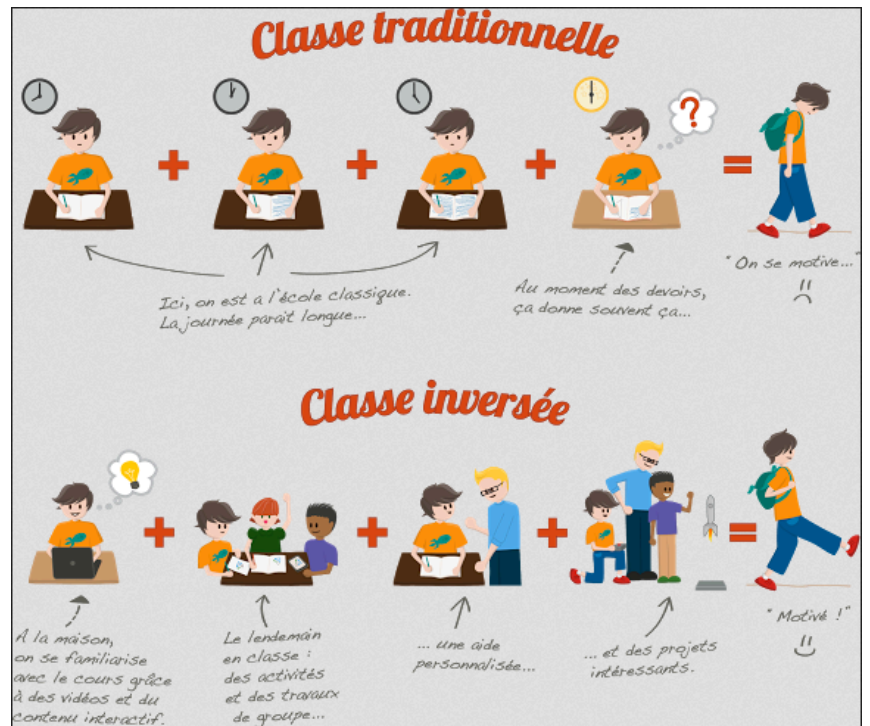 Classe traditionnelle
?
Ici, on est a l'école classique.
La journée parait longue...
Au moment des devoirs,
ça donne souvent ça...
" On se motive..."
Classe inversée
A la maison,
on se familiarise
avec le cours grâce
à des vidéos et du
contenu interactif.
Le lendemain
en classe :
des activités
et des travaux
de groupe...
... une aide
personnalisée...
... et des projets
intéressants.
" Motivé ! "